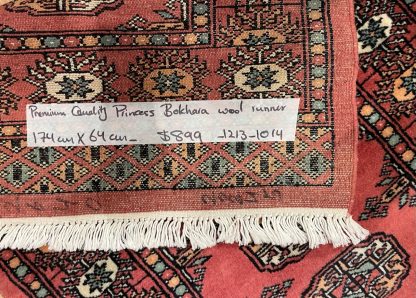 Premium Quality Princess Bokhara wool runner
174cm X 64cm- $899 -1213-1014